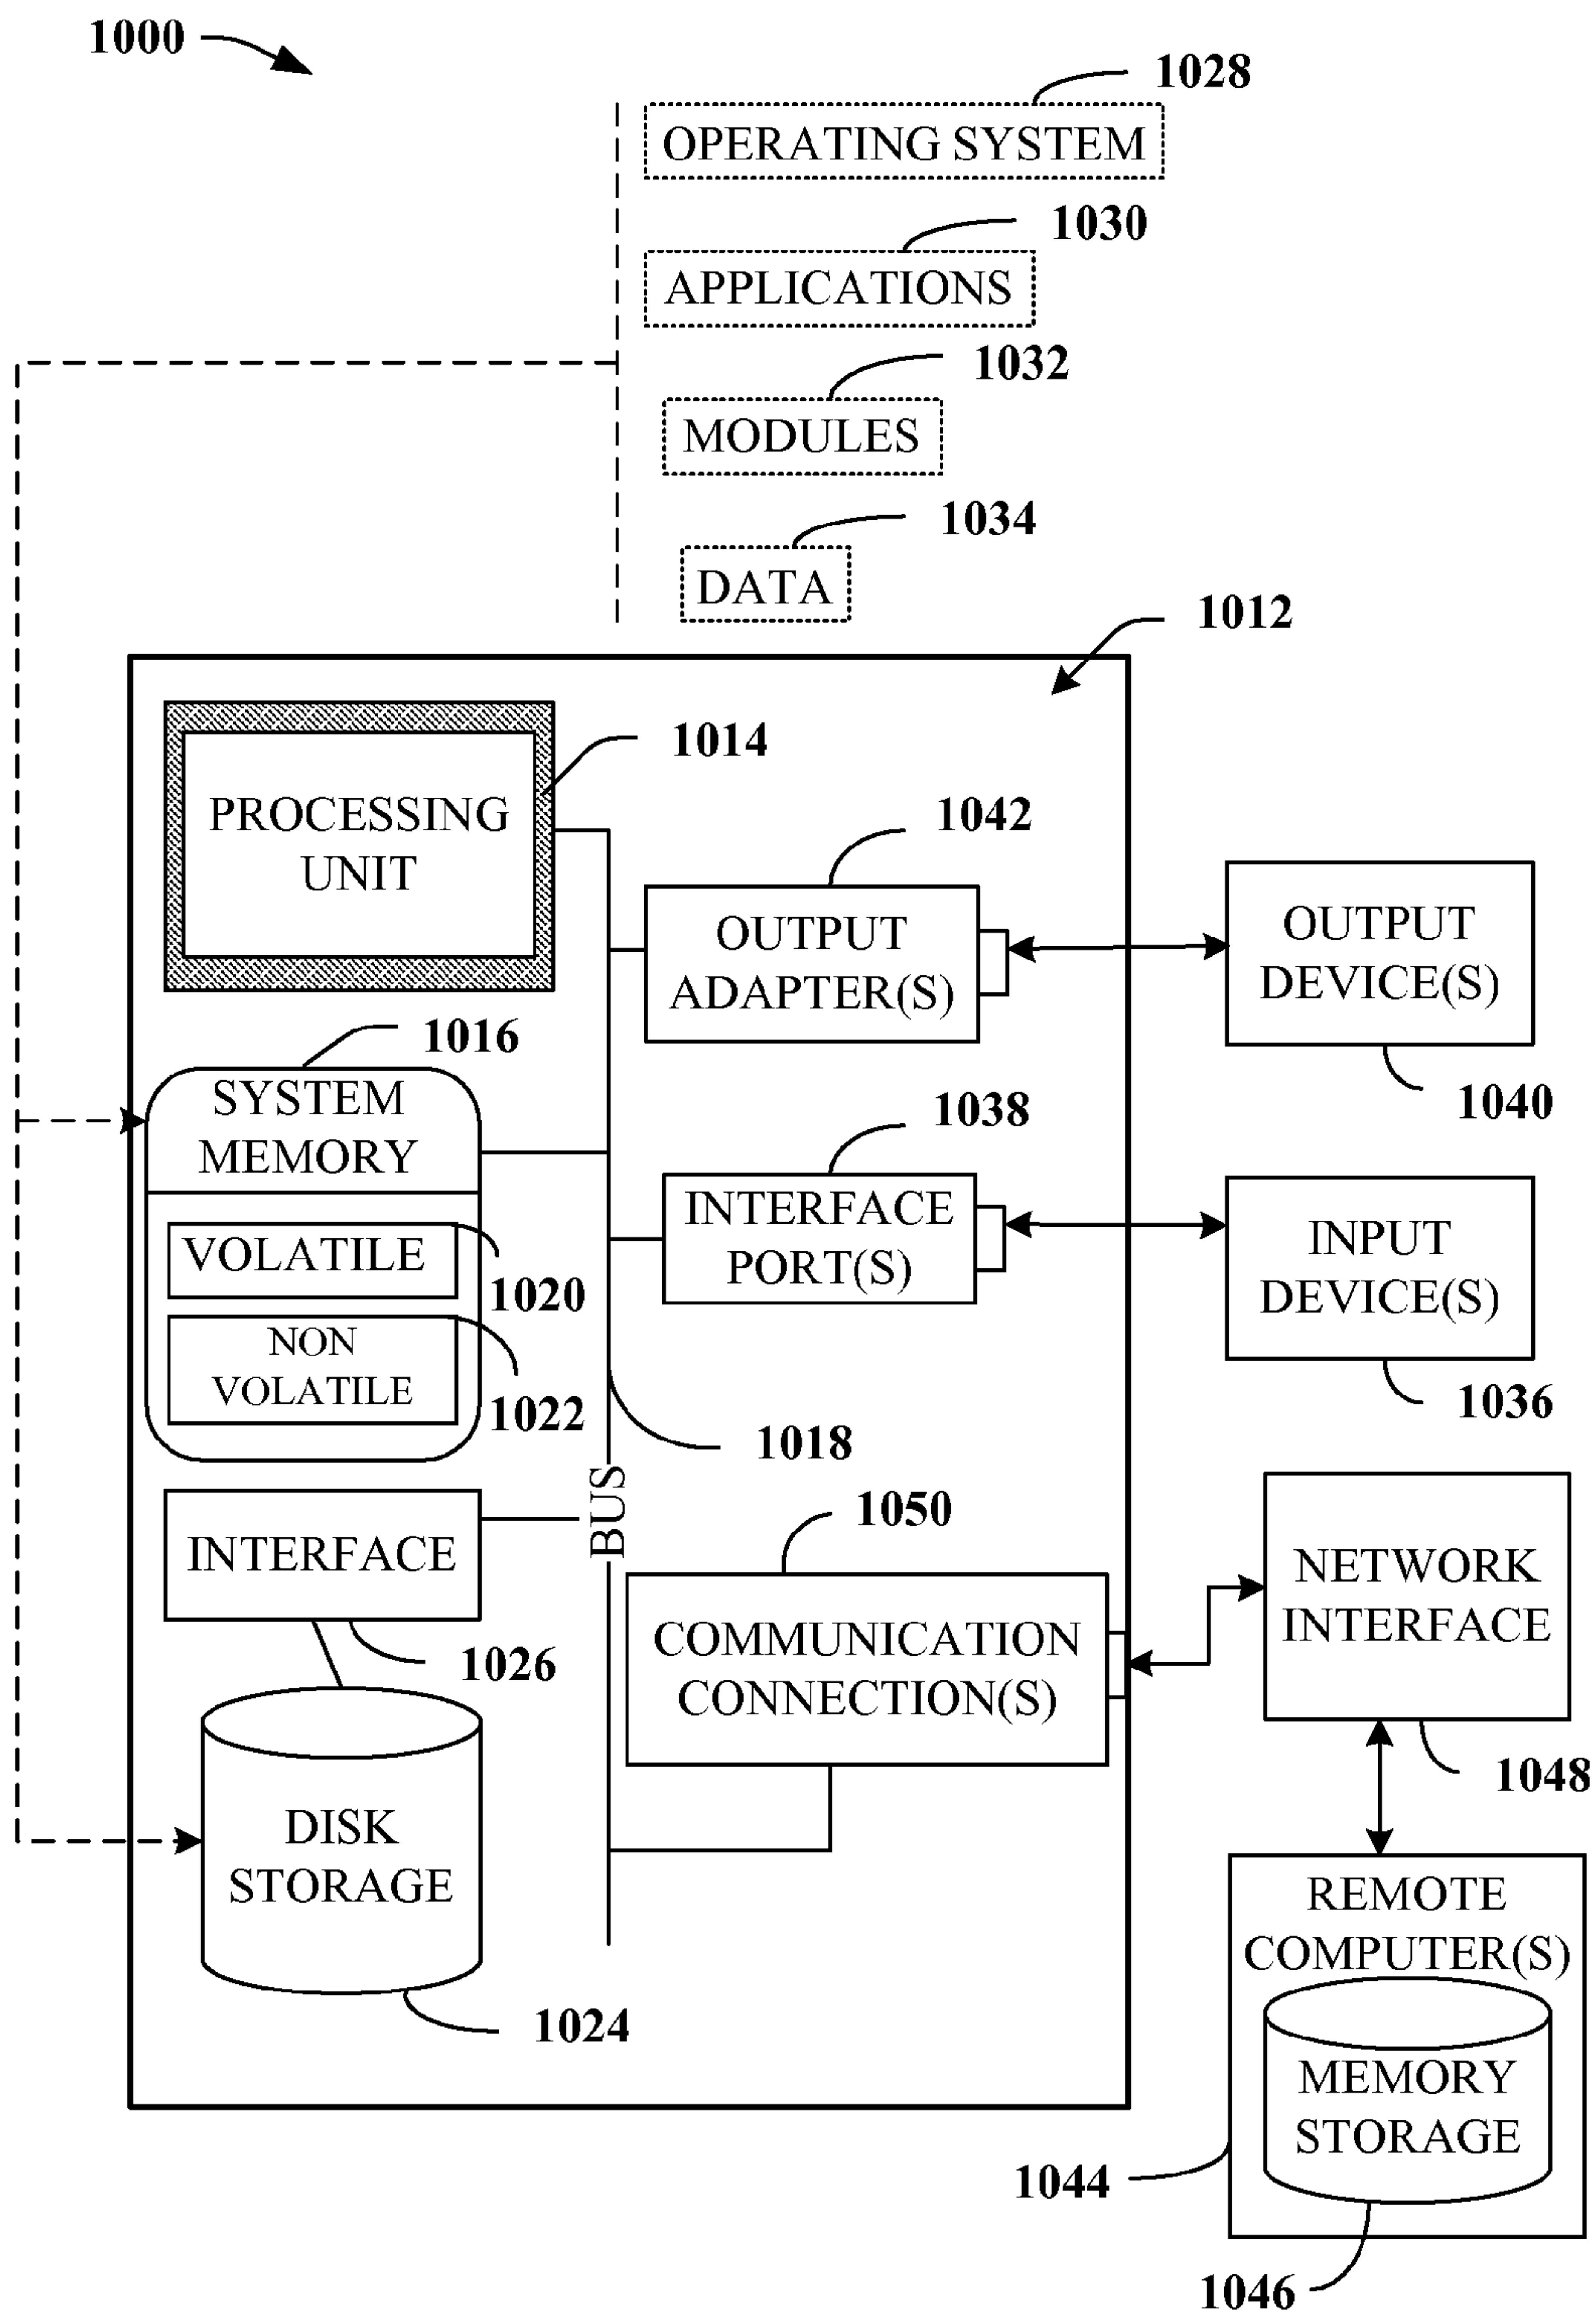 1000
1028
OPERATING SYSTEM
1030
APPLICATIONS
1032
MODULES
1034
DATA
1012
1014
PROCESSING
UNIT
1042
OUTPUT
ADAPTER(S)
OUTPUT
DEVICE(S)
1040
1016
SYSTEM
MEMORY
VOLATILE
1020
NON
VOLATILE
1022
1038
INTERFACE
PORT(S)
INPUT
DEVICE(S)
1036
1018
BUS
INTERFACE
1026
1050
COMMUNICATION
CONNECTION(S)
NETWORK
INTERFACE
1048
DISK
STORAGE
1024
REMOTE
COMPUTER(S)
MEMORY
STORAGE
1044
1046